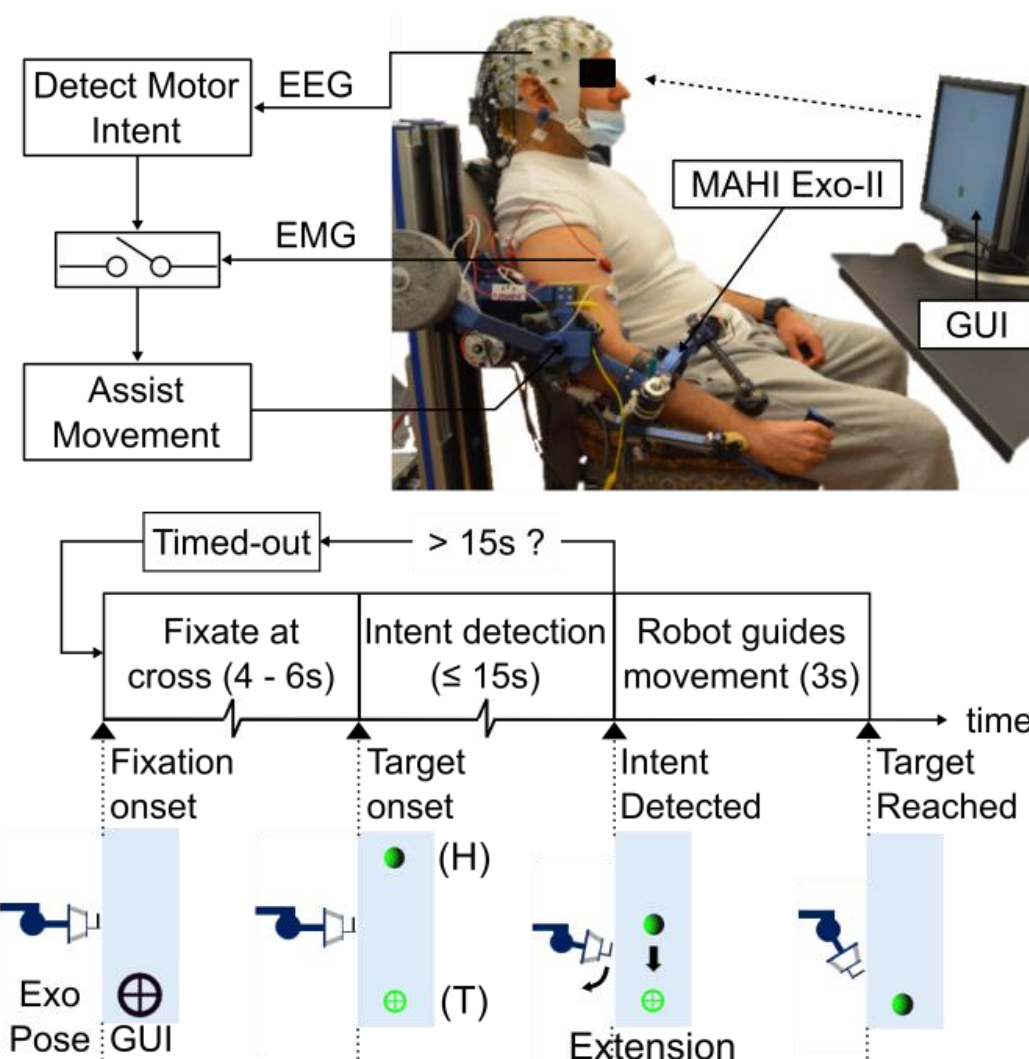 Detect Motor
Intent
EEG
MAHI Exo-II
EMG
GUI
Assist
Movement
Timed-out
> 15s ?
Fixate at
cross (4 - 6s)
Intent detection
(≤ 15s)
Robot guides
movement (3s)
time
Fixation
onset
Target
onset
Intent
Detected
Target
Reached
(H)
(T)
Exo
Pose
GUI
Extension